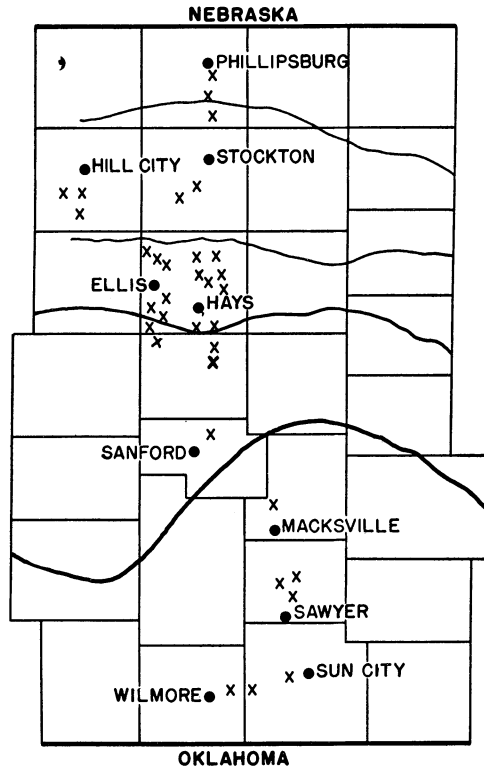 NEBRASKA
PHILLIPSBURG
HILL CITY
STOCKTON
ELLIS
HAYS
SANFORD
MACKSVILLE
SAWYER
SUN CITY
WILMORE
OKLAHOMA